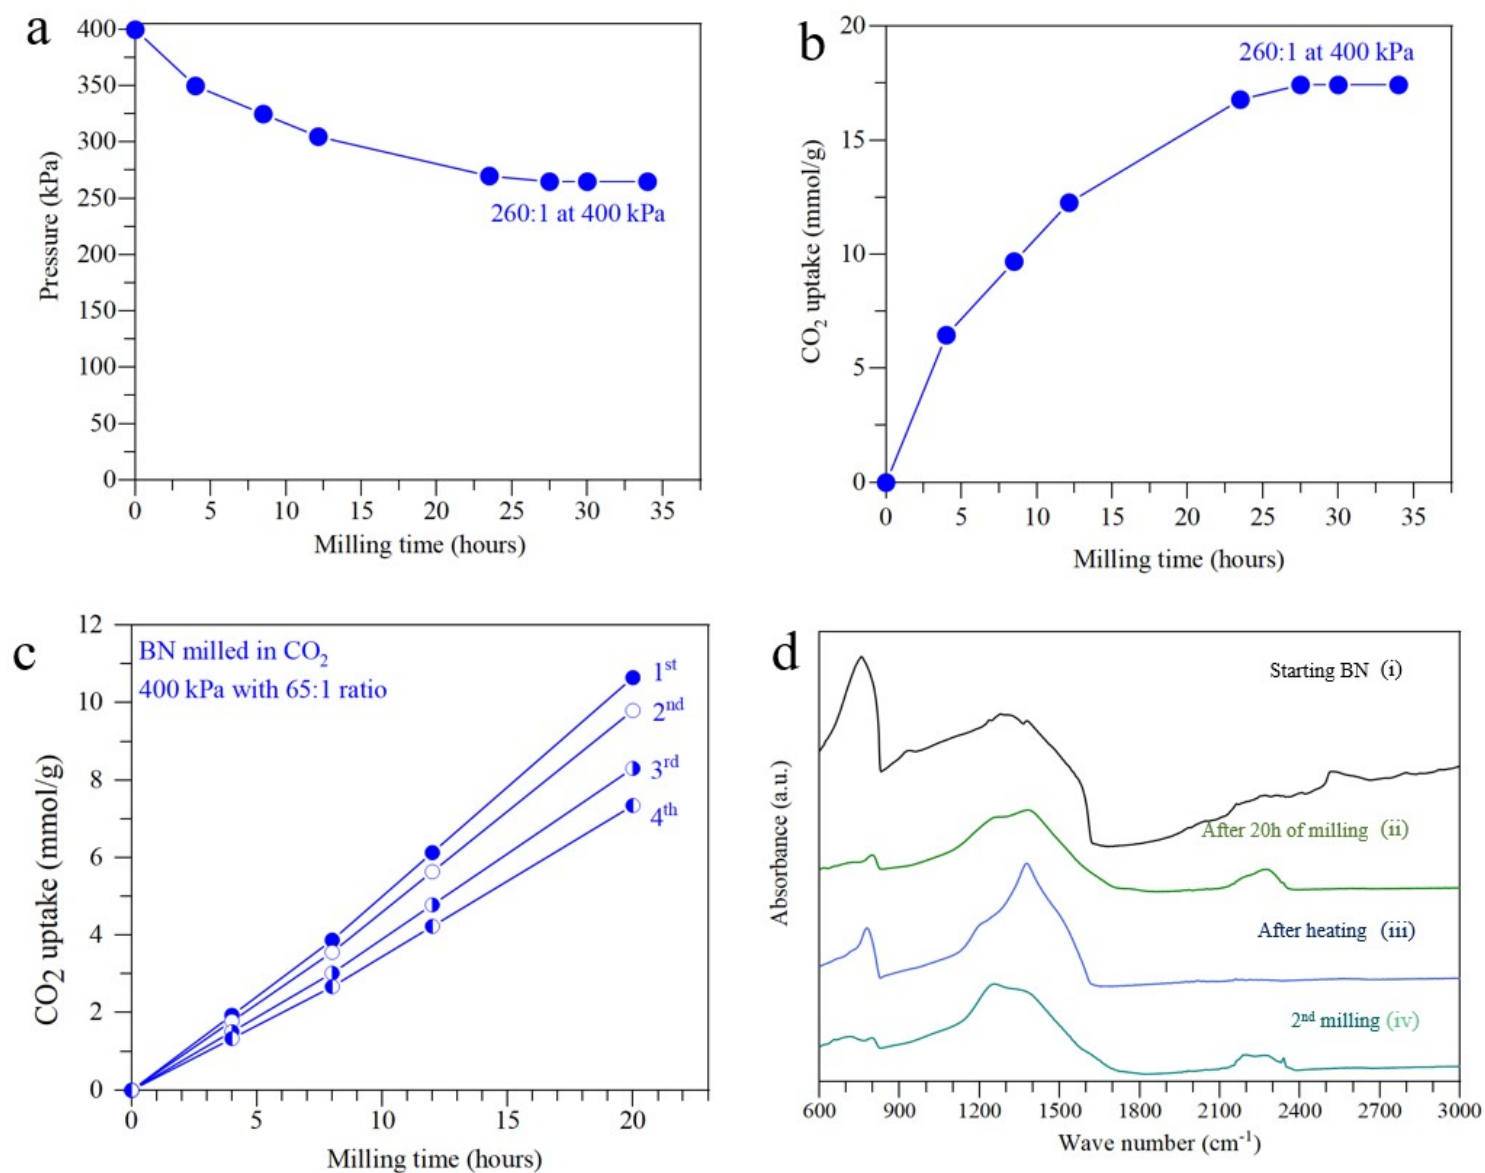 a
400
350
300
250
200
150
100
50
0
Pressure (kPa)
260:1 at 400 kPa
0 5 10 15 20 25 30 35
Milling time (hours)
b
20
15
10
5
0
CO₂ uptake (mmol/g)
260:1 at 400 kPa
0 5 10 15 20 25 30 35
Milling time (hours)
c
12
10
8
6
4
2
0
CO₂ uptake (mmol/g)
BN milled in CO₂
400 kPa with 65:1 ratio
1ˢᵗ
2ⁿᵈ
3ʳᵈ
4ᵗʰ
0 5 10 15 20
Milling time (hours)
d
Absorbance (a.u.)
Starting BN (i)
After 20h of milling (ii)
After heating (iii)
2ⁿᵈ milling (iv)
600 900 1200 1500 1800 2100 2400 2700 3000
Wave number (cm⁻¹)